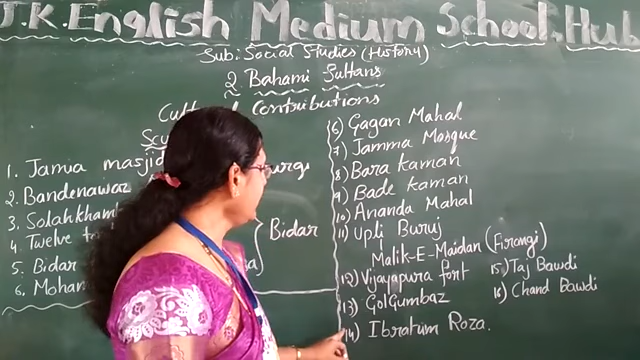 J.K. English Medium School, Hub
Sub: Social Studies (History)
2 Bahami Sultans
Contributions
1. Jamia masjid
2. Bandenawaz
3. Solahkham
4. Twelve
5. Bidar
6. Moham
Bidar
6) Gagan Mahal
7) Jamma Mosque
8) Bara Kaman
9) Bade Kaman
10) Ananda Mahal
11) Upli Buruj
Malik-E-Maidan (Firangi)
12) Vijayapura fort
13) GolGumbaz
14) Ibratum Roza.
15) Taj Bawdi
16) Chand Bawdi